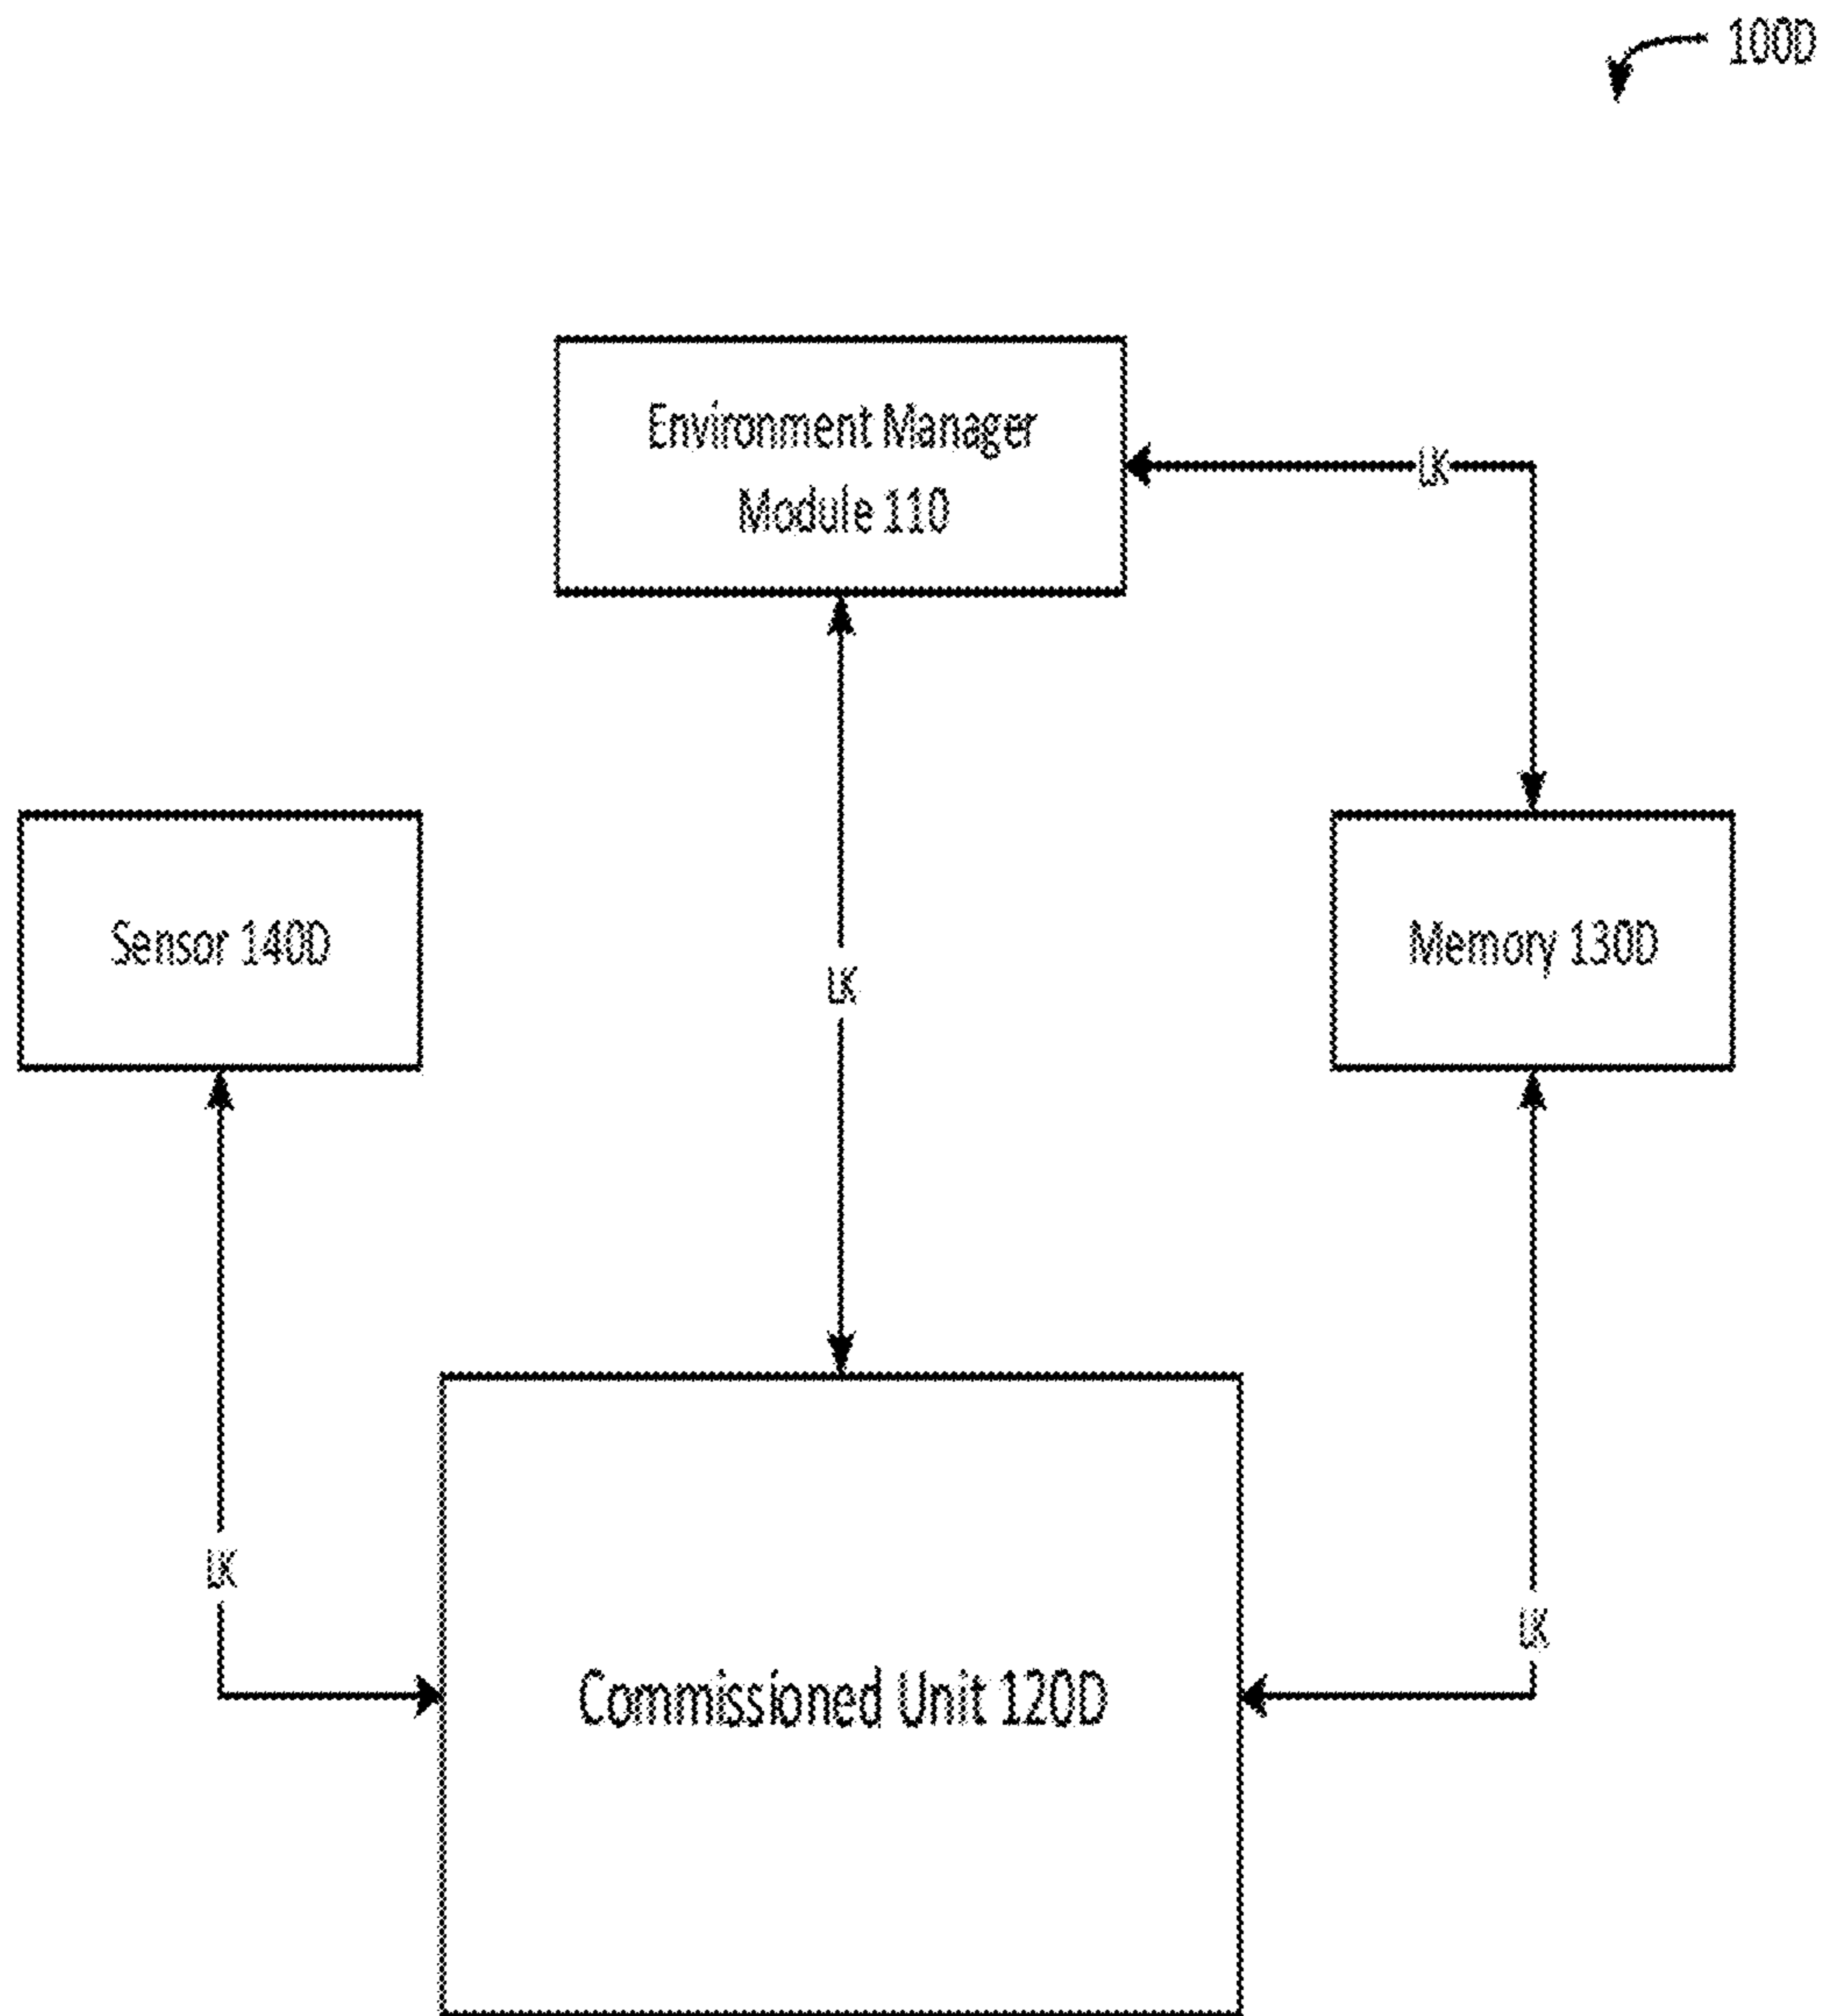 100D
Environment Manager
Module 110
LK
Sensor 140D
Memory 130D
LK
LK
LK
Commissioned Unit 120D